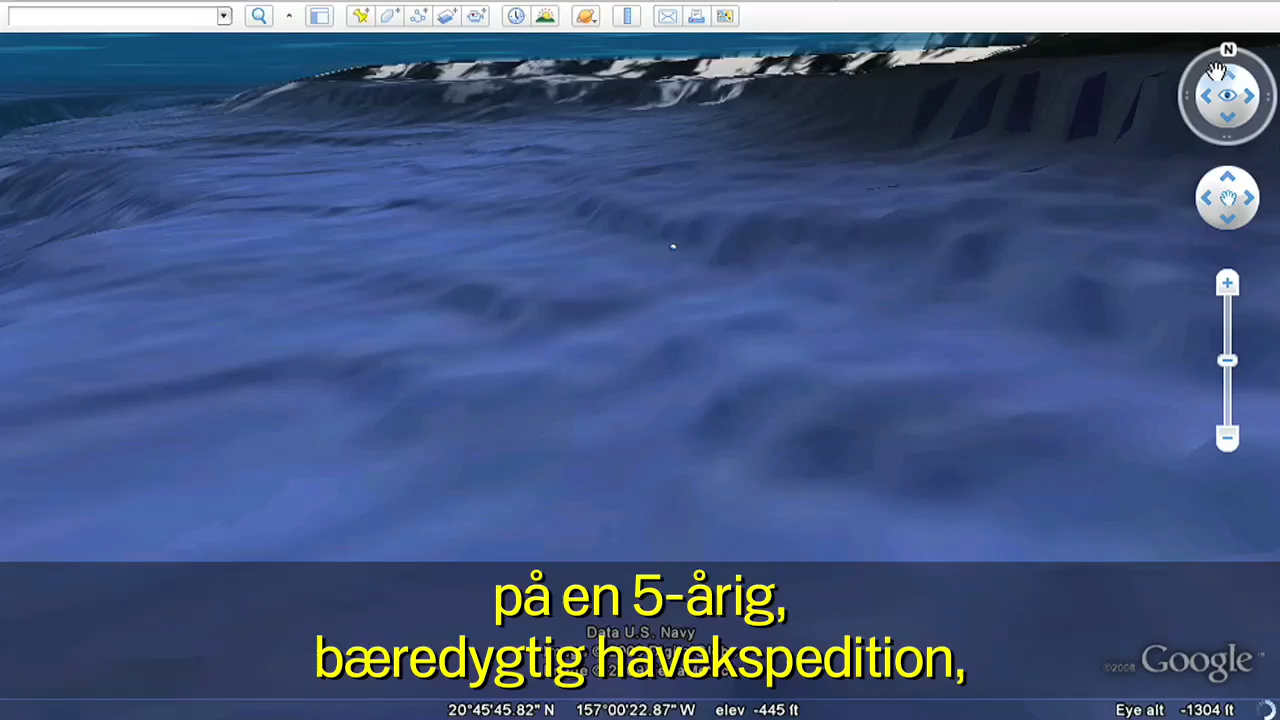 N
på en 5-årig,
Data U.S. Navy
bæredygtig havekspedition,
©2008 Google™
20°45'45.82" N 157°00'22.87" W elev -445 ft Eye alt -1304 ft